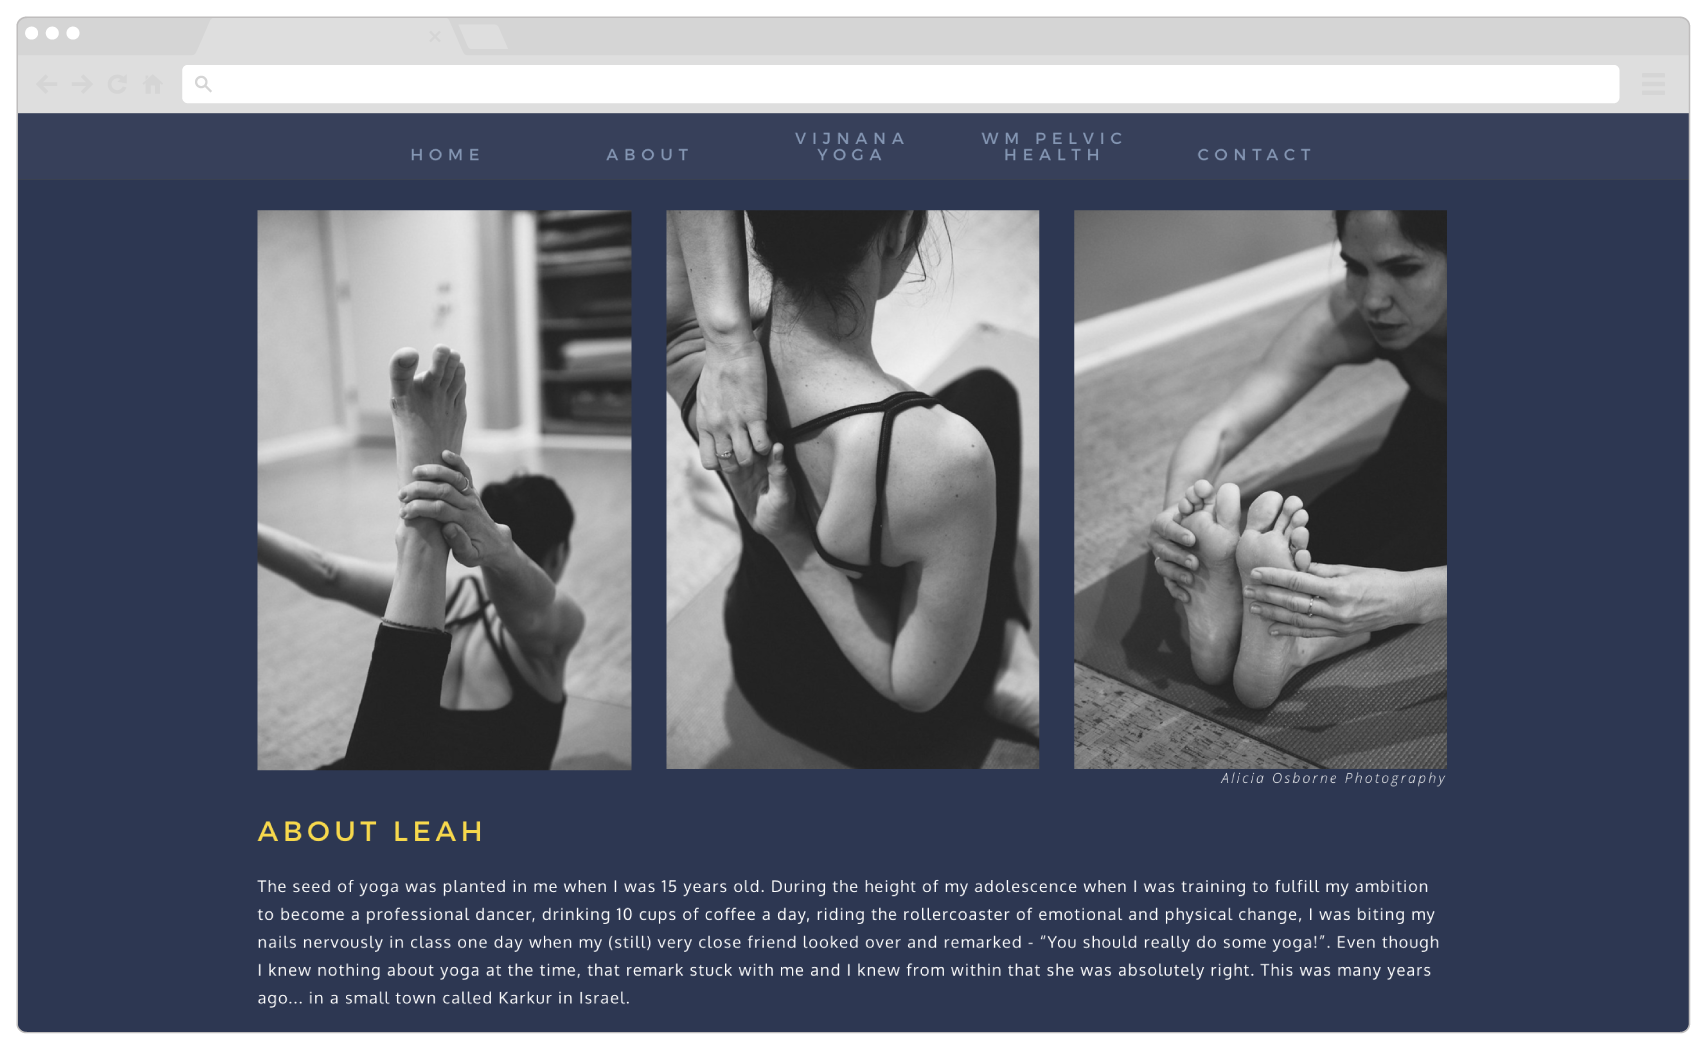 HOME
ABOUT
VIJNANA
YOGA
WM PELVIC
HEALTH
CONTACT
Alicia Osborne Photography
ABOUT LEAH
The seed of yoga was planted in me when I was 15 years old. During the height of my adolescence when I was training to fulfill my ambition
to become a professional dancer, drinking 10 cups of coffee a day, riding the rollercoaster of emotional and physical change, I was biting my
nails nervously in class one day when my (still) very close friend looked over and remarked - “You should really do some yoga!”. Even though
I knew nothing about yoga at the time, that remark stuck with me and I knew from within that she was absolutely right. This was many years
ago... in a small town called Karkur in Israel.